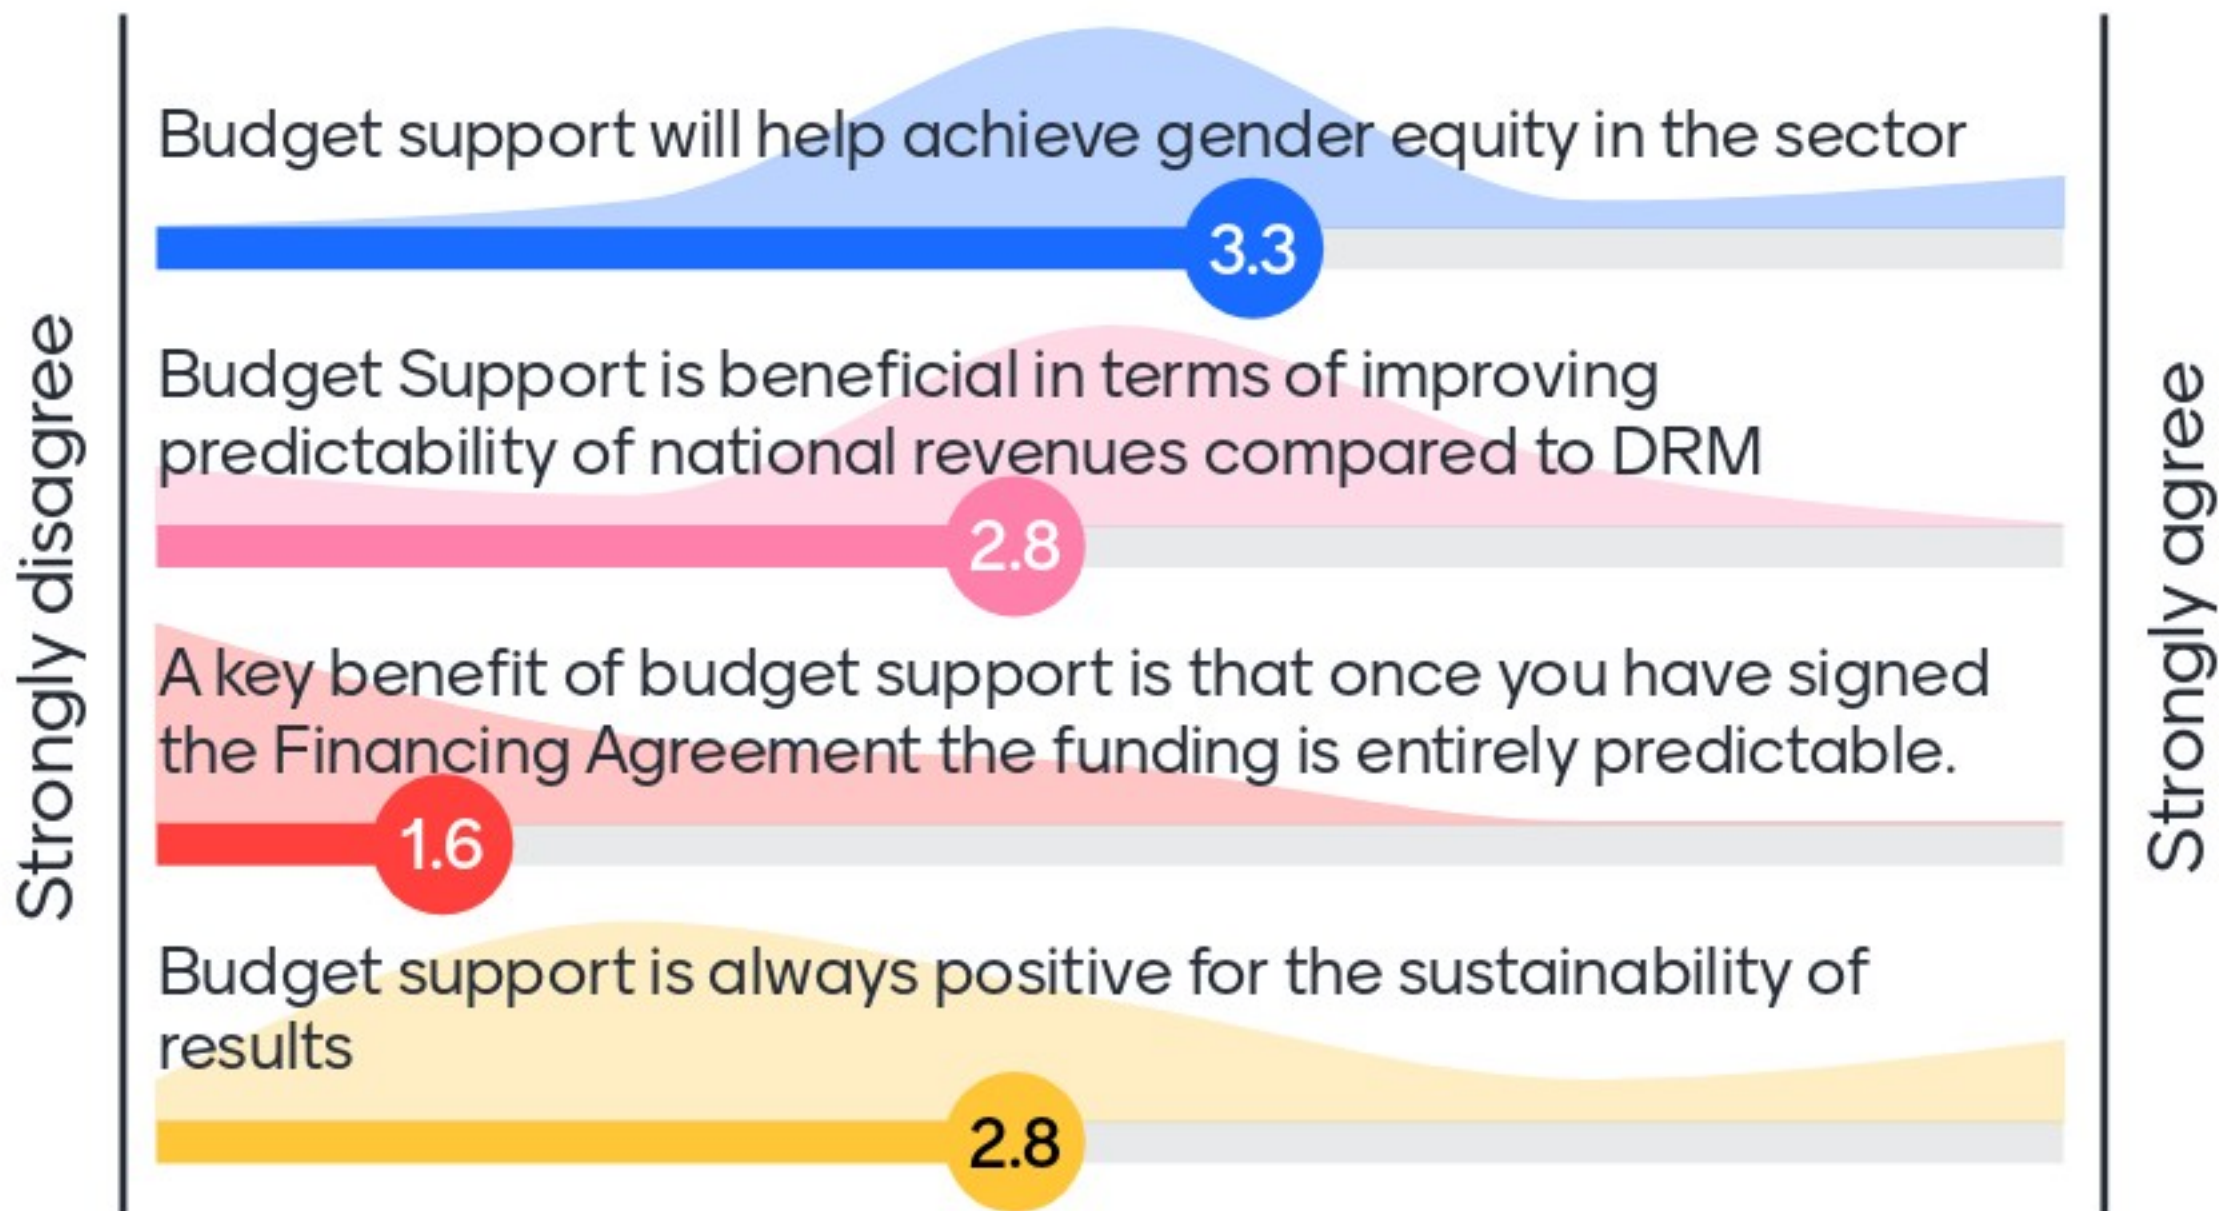 Strongly disagree
Budget support will help achieve gender equity in the sector
3.3
Budget Support is beneficial in terms of improving
predictability of national revenues compared to DRM
2.8
A key benefit of budget support is that once you have signed
the Financing Agreement the funding is entirely predictable.
1.6
Budget support is always positive for the sustainability of
results
2.8
Strongly agree